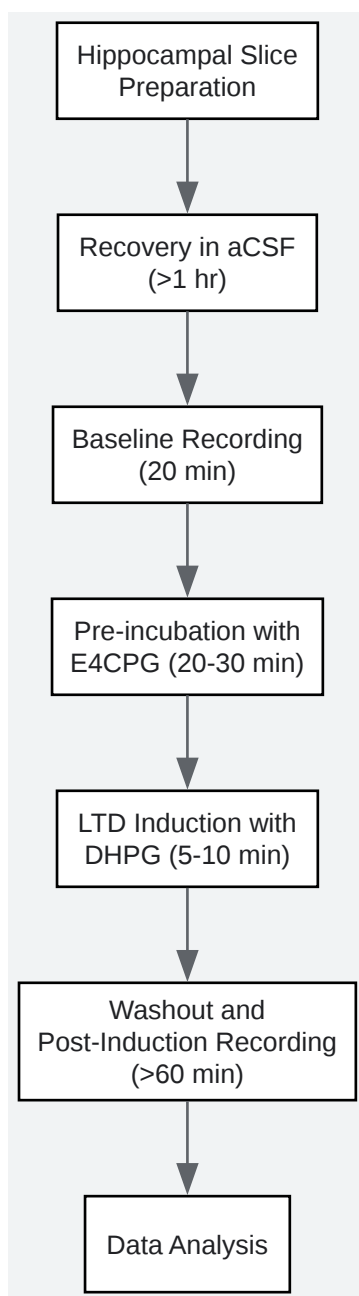 Hippocampal Slice
Preparation
Recovery in aCSF
(>1 hr)
Baseline Recording
(20 min)
Pre-incubation with
E4CPG (20-30 min)
LTD Induction with
DHPG (5-10 min)
Washout and
Post-Induction Recording
(>60 min)
Data Analysis